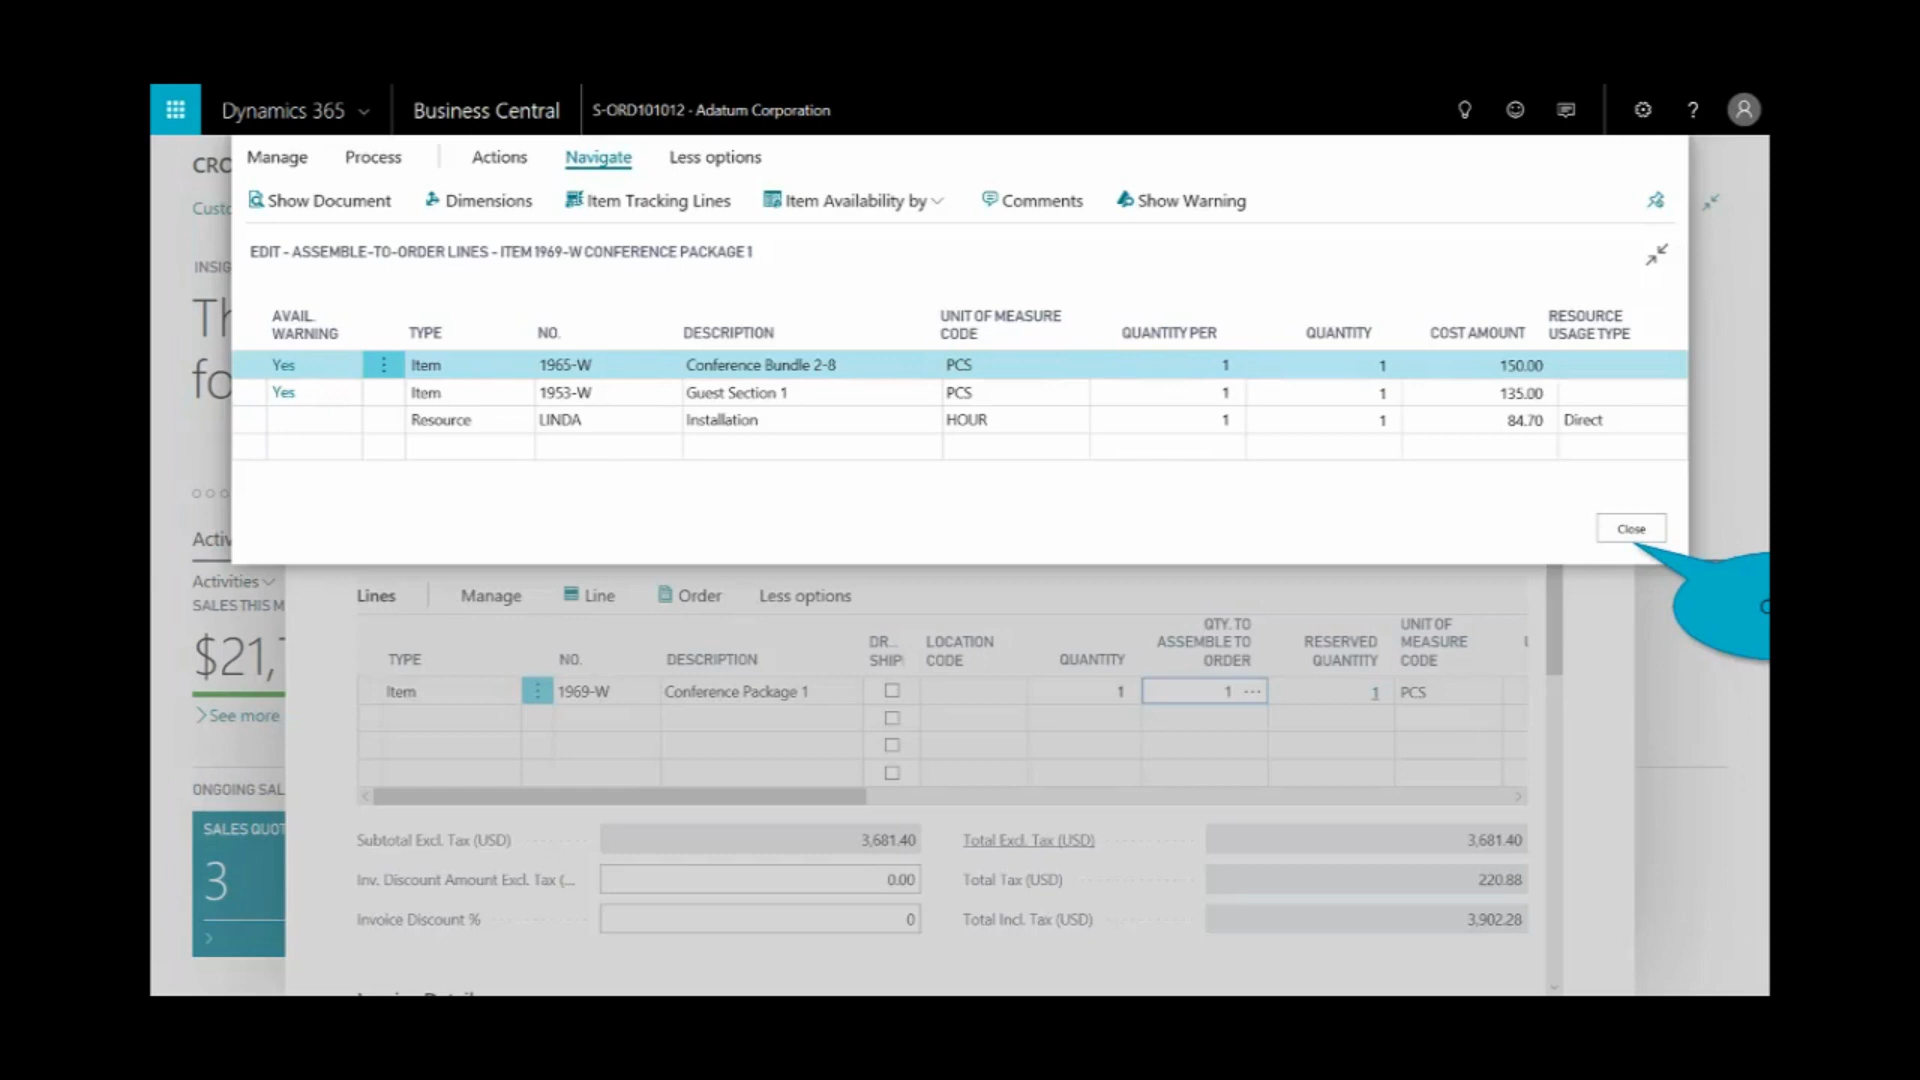 Dynamics 365 Business Central S-ORD101012 - Adatum Corporation ?
CRO Manage Process Actions Navigate Less options
Custo Show Document Dimensions Item Tracking Lines Item Availability by Comments Show Warning
EDIT - ASSEMBLE-TO-ORDER LINES - ITEM 1969-W CONFERENCE PACKAGE 1
INSIG
Th
fo
AVAIL. WARNING TYPE NO. DESCRIPTION UNIT OF MEASURE CODE QUANTITY PER QUANTITY COST AMOUNT RESOURCE USAGE TYPE
Yes Item 1965-W Conference Bundle 2-8 PCS 1 1 150.00
Yes Item 1953-W Guest Section 1 PCS 1 1 135.00
Resource LINDA Installation HOUR 1 1 84.70 Direct
Close
Activ
Activities
SALES THIS M
$21,
See more
ONGOING SAL
SALES QUOT
3
Lines Manage Line Order Less options
TYPE NO. DESCRIPTION DR... SHIP LOCATION CODE QUANTITY QTY. TO ASSEMBLE TO ORDER RESERVED QUANTITY UNIT OF MEASURE CODE
Item 1969-W Conference Package 1 1 1 ... 1 PCS
Subtotal Excl. Tax (USD) 3,681.40 Total Excl. Tax (USD) 3,681.40
Inv. Discount Amount Excl. Tax (... 0.00 Total Tax (USD) 220.88
Invoice Discount % 0 Total Incl. Tax (USD) 3,902.28